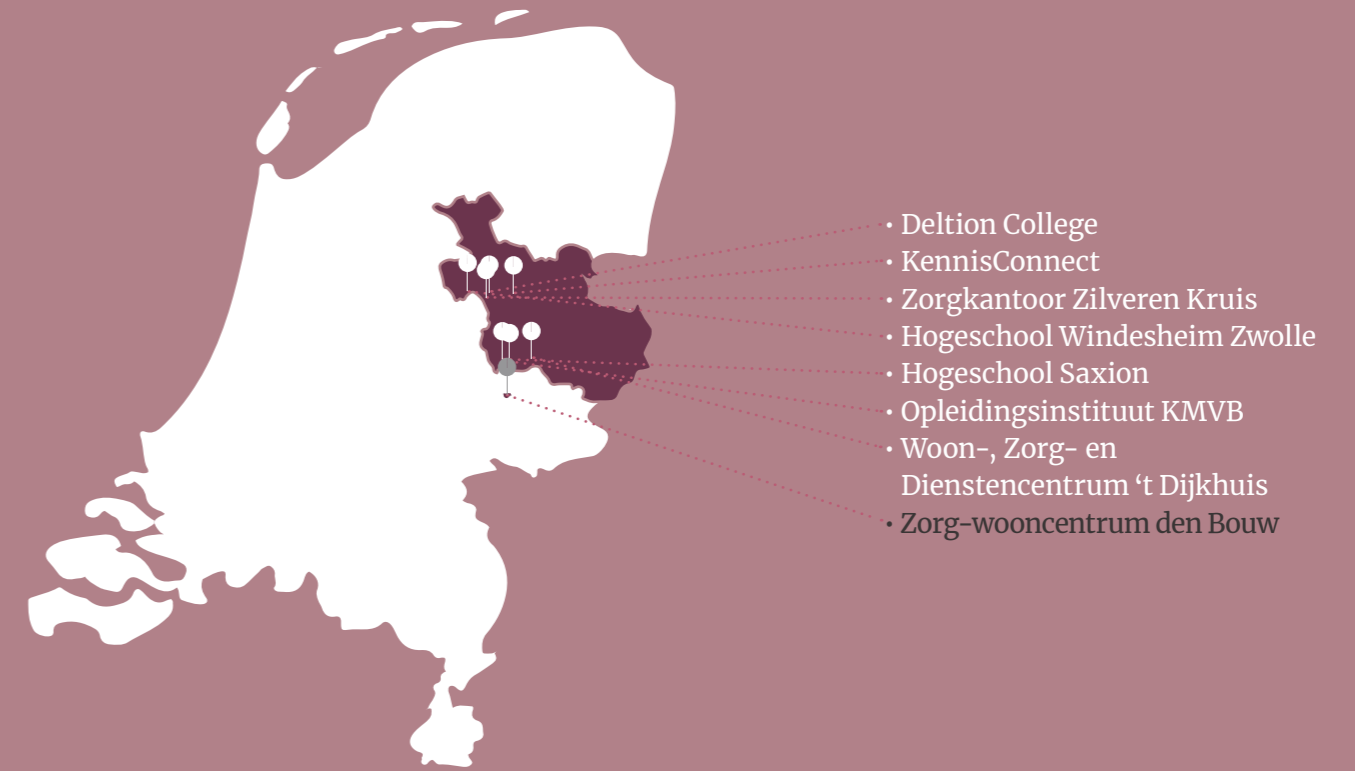 • Deltion College
• KennisConnect
• Zorgkantoor Zilveren Kruis
• Hogeschool Windesheim Zwolle
• Hogeschool Saxion
• Opleidingsinstituut KMVB
• Woon-, Zorg- en
Dienstencentrum ‘t Dijkhuis
• Zorg-wooncentrum den Bouw